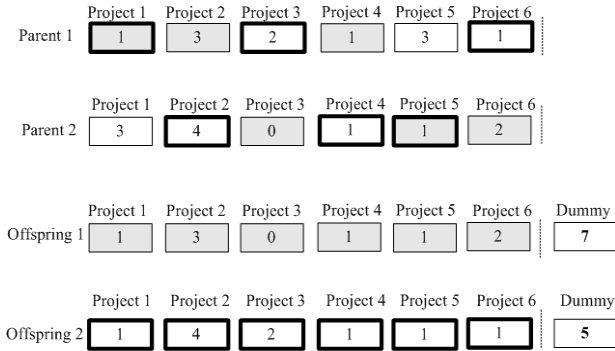 Project 1 Project 2 Project 3 Project 4 Project 5 Project 6
Parent 1 1 3 2 1 3 1
Project 1 Project 2 Project 3 Project 4 Project 5 Project 6
Parent 2 3 4 0 1 1 2
Project 1 Project 2 Project 3 Project 4 Project 5 Project 6 Dummy
Offspring 1 1 3 0 1 1 2 7
Project 1 Project 2 Project 3 Project 4 Project 5 Project 6 Dummy
Offspring 2 1 4 2 1 1 1 5